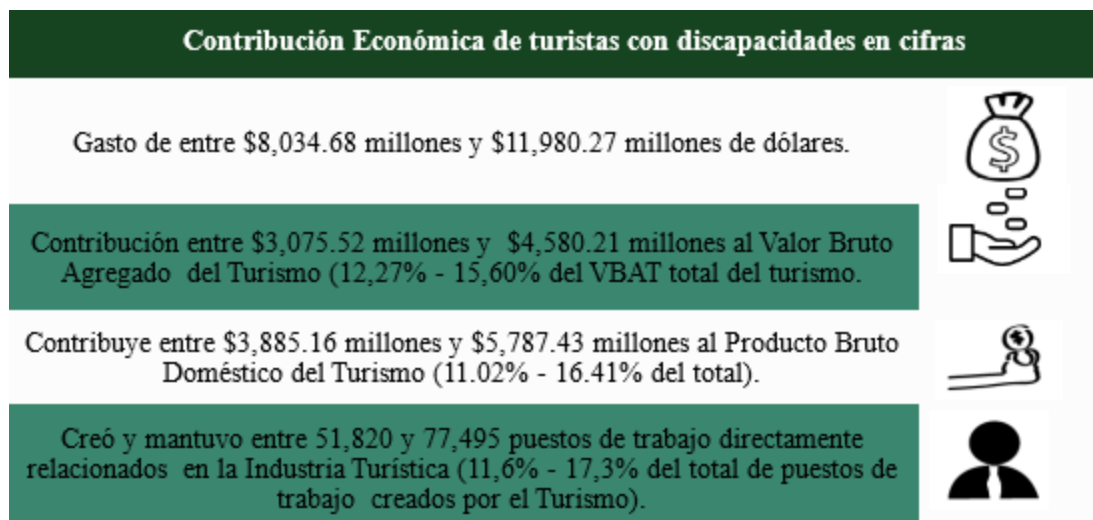 Contribución Económica de turistas con discapacidades en cifras
Gasto de entre $8,034.68 millones y $11,980.27 millones de dólares.
Contribución entre $3,075.52 millones y $4,580.21 millones al Valor Bruto
Agregado del Turismo (12,27% - 15,60% del VBAT total del turismo.
Contribuye entre $3,885.16 millones y $5,787.43 millones al Producto Bruto
Doméstico del Turismo (11.02% - 16.41% del total).
Creó y mantuvo entre 51,820 y 77,495 puestos de trabajo directamente
relacionados en la Industria Turística (11,6% - 17,3% del total de puestos de
trabajo creados por el Turismo).